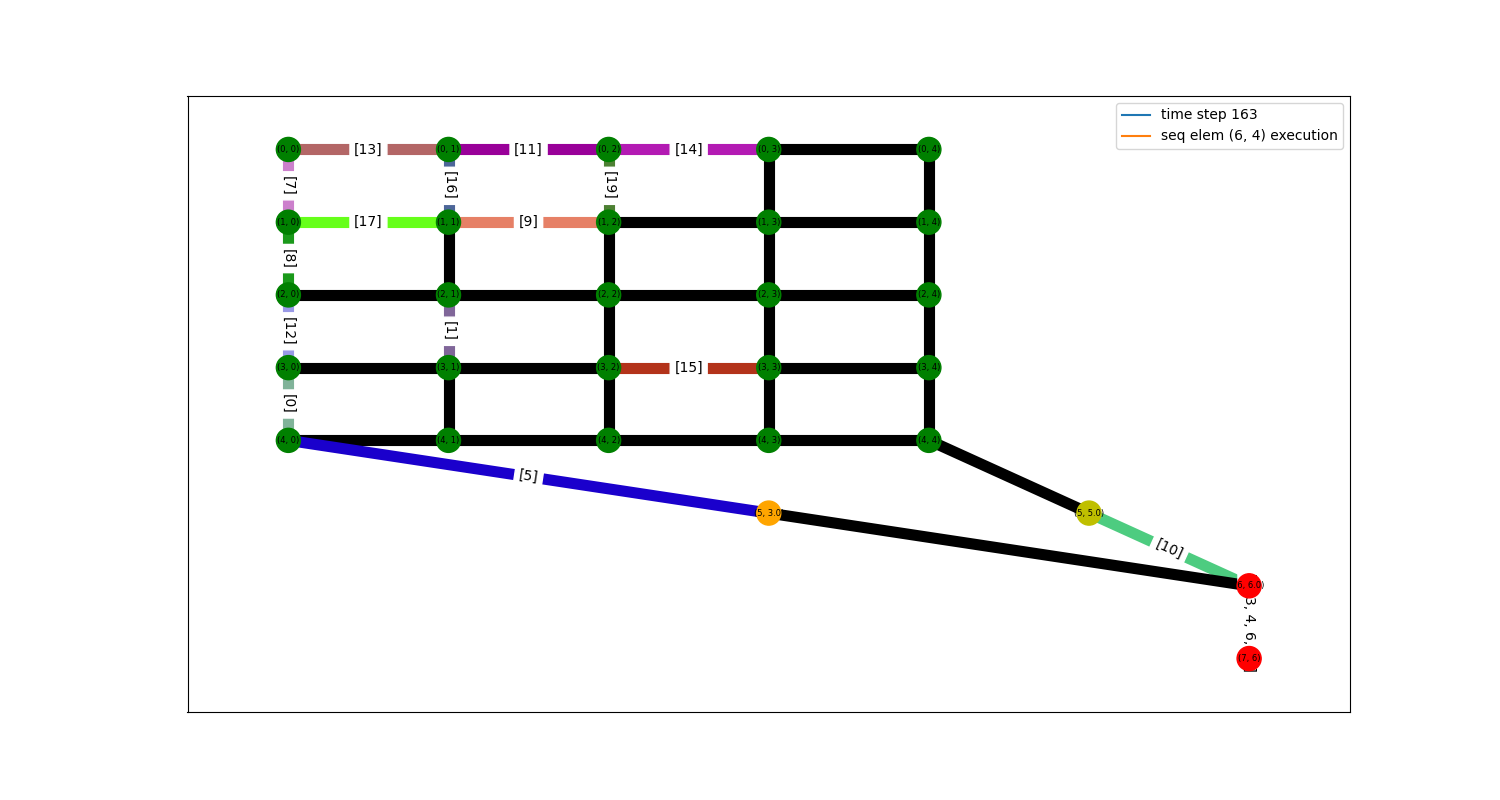 time step 163
seq elem (6, 4) execution
(0, 0) [13] (0, 1) [11] (0, 2) [14] (0, 3) (0, 4)
[7] [16] [19]
(1, 0) [17] (1, 1) [9] (1, 2) (1, 3) (1, 4)
[8]
(2, 0) (2, 1) (2, 2) (2, 3) (2, 4)
[12] [1]
(3, 0) (3, 1) (3, 2) [15] (3, 3) (3, 4)
[0]
(4, 0) (4, 1) (4, 2) (4, 3) (4, 4)
[5]
(5, 3.0) (5, 5.0)
[10]
(6, 6.0)
3, 4, 6,
(7, 6)